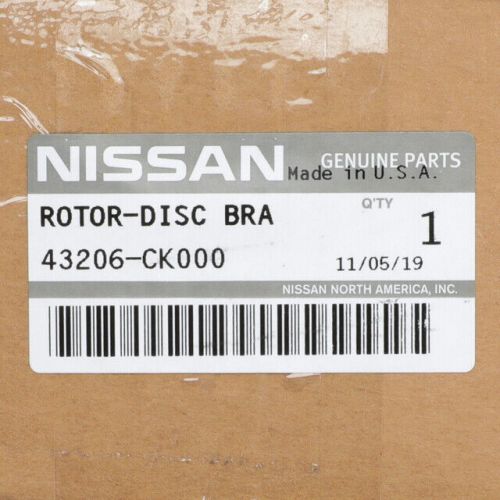 NISSAN GENUINE PARTS
Made in U.S.A.
ROTOR-DISC BRA Q'TY
43206-CK000 1
11/05/19
NISSAN NORTH AMERICA, INC.